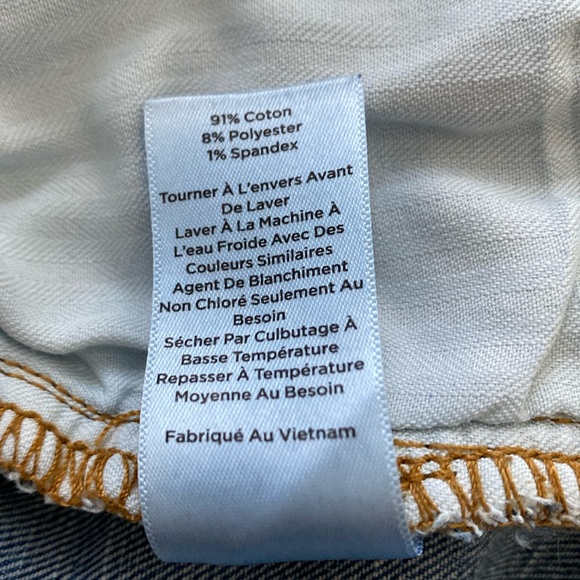 91% Coton
8% Polyester
1% Spandex
Tourner À L'envers Avant
De Laver
Laver À La Machine À
L'eau Froide Avec Des
Couleurs Similaires
Agent De Blanchiment
Non Chloré Seulement Au
Besoin
Sécher Par Culbutage À
Basse Température
Repasser À Température
Moyenne Au Besoin
Fabriqué Au Vietnam